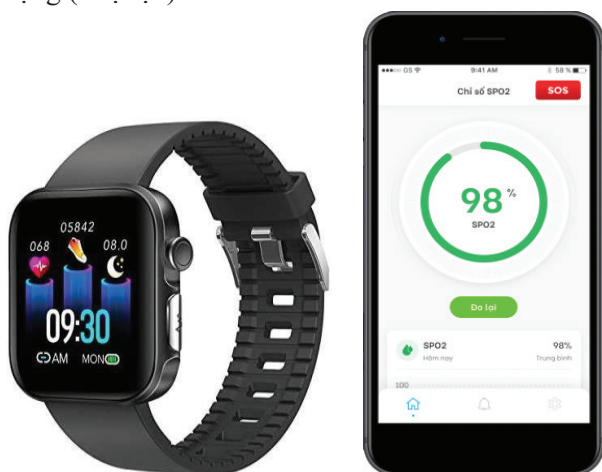 05842
068
08.0
09:30
AM MON
GS 9:41 AM 58 %
Chỉ số SPO2
SOS
98 %
SPO2
Đo lại
SPO2 98%
Hôm nay Trung bình
100